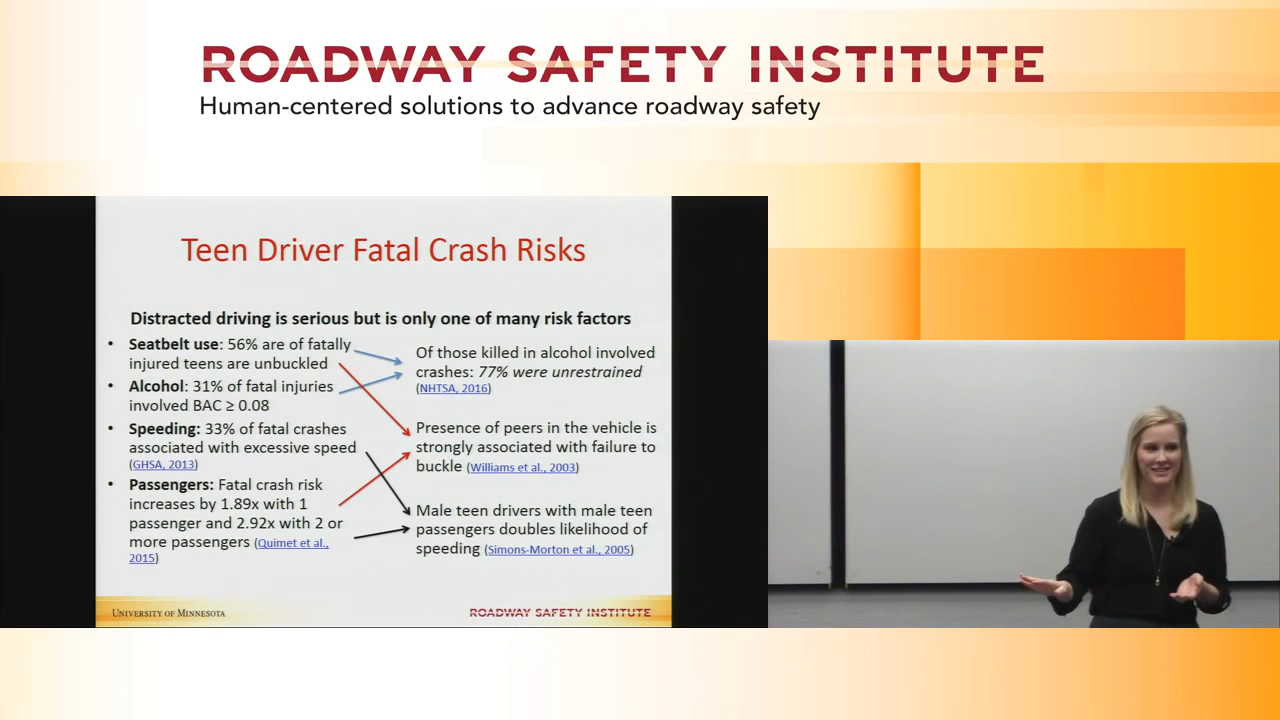 ROADWAY SAFETY INSTITUTE
Human-centered solutions to advance roadway safety
Teen Driver Fatal Crash Risks
Distracted driving is serious but is only one of many risk factors
• Seatbelt use: 56% are of fatally
injured teens are unbuckled
• Alcohol: 31% of fatal injuries
involved BAC ≥ 0.08
• Speeding: 33% of fatal crashes
associated with excessive speed
(GHSA, 2013)
• Passengers: Fatal crash risk
increases by 1.89x with 1
passenger and 2.92x with 2 or
more passengers (Quimet et al.,
2015)
Of those killed in alcohol involved
crashes: 77% were unrestrained
(NHTSA, 2016)
Presence of peers in the vehicle is
strongly associated with failure to
buckle (Williams et al., 2003)
Male teen drivers with male teen
passengers doubles likelihood of
speeding (Simons-Morton et al., 2005)
UNIVERSITY OF MINNESOTA
ROADWAY SAFETY INSTITUTE